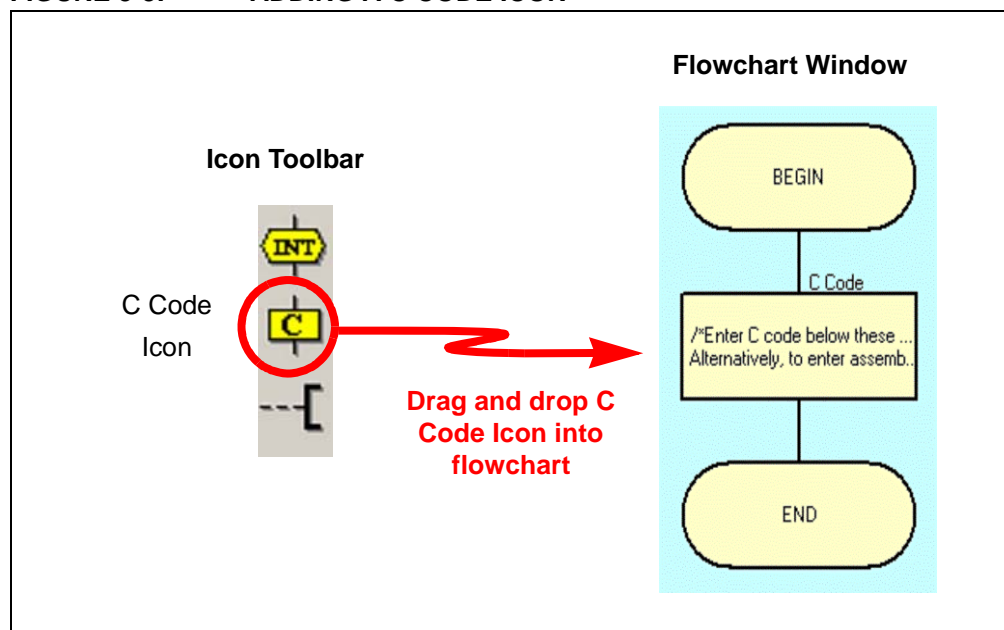 Flowchart Window
Icon Toolbar
INT
C Code
Icon
C
Drag and drop C
Code Icon into
flowchart
BEGIN
C Code
/*Enter C code below these ...
Alternatively, to enter assemb..
END